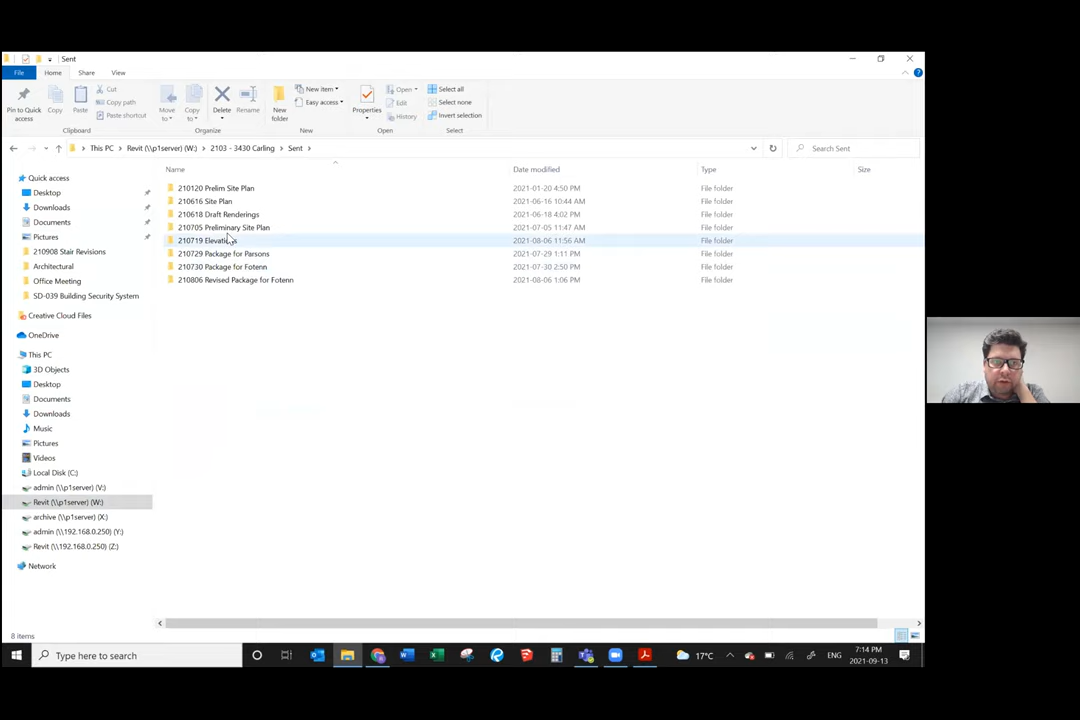 Sent
File Home Share View
Pin to Quick access
Copy
Paste
Cut
Copy path
Paste shortcut
Clipboard
Move to
Copy to
Delete
Rename
Organize
New folder
New item
Easy access
New
Properties
Open
Edit
History
Open
Select all
Select none
Invert selection
Select
This PC > Revit (\\p1server) (W:) > 2103 - 3430 Carling > Sent >
Search Sent
Name Date modified Type Size
210120 Prelim Site Plan 2021-01-20 4:50 PM File folder
210616 Site Plan 2021-06-16 10:44 AM File folder
210618 Draft Renderings 2021-06-18 4:02 PM File folder
210705 Preliminary Site Plan 2021-07-05 11:47 AM File folder
210719 Elevations 2021-08-06 11:56 AM File folder
210729 Package for Parsons 2021-07-29 1:11 PM File folder
210730 Package for Fotenn 2021-07-30 2:50 PM File folder
210806 Revised Package for Fotenn 2021-08-06 1:06 PM File folder
Quick access
Desktop
Downloads
Documents
Pictures
210908 Stair Revisions
Architectural
Office Meeting
SD-039 Building Security System
Creative Cloud Files
OneDrive
This PC
3D Objects
Desktop
Documents
Downloads
Music
Pictures
Videos
Local Disk (C:)
admin (\\p1server) (V:)
Revit (\\p1server) (W:)
archive (\\p1server) (X:)
admin (\\192.168.0.250) (Y:)
Revit (\\192.168.0.250) (Z:)
Network
8 items
Type here to search
17°C
ENG
7:14 PM
2021-09-13